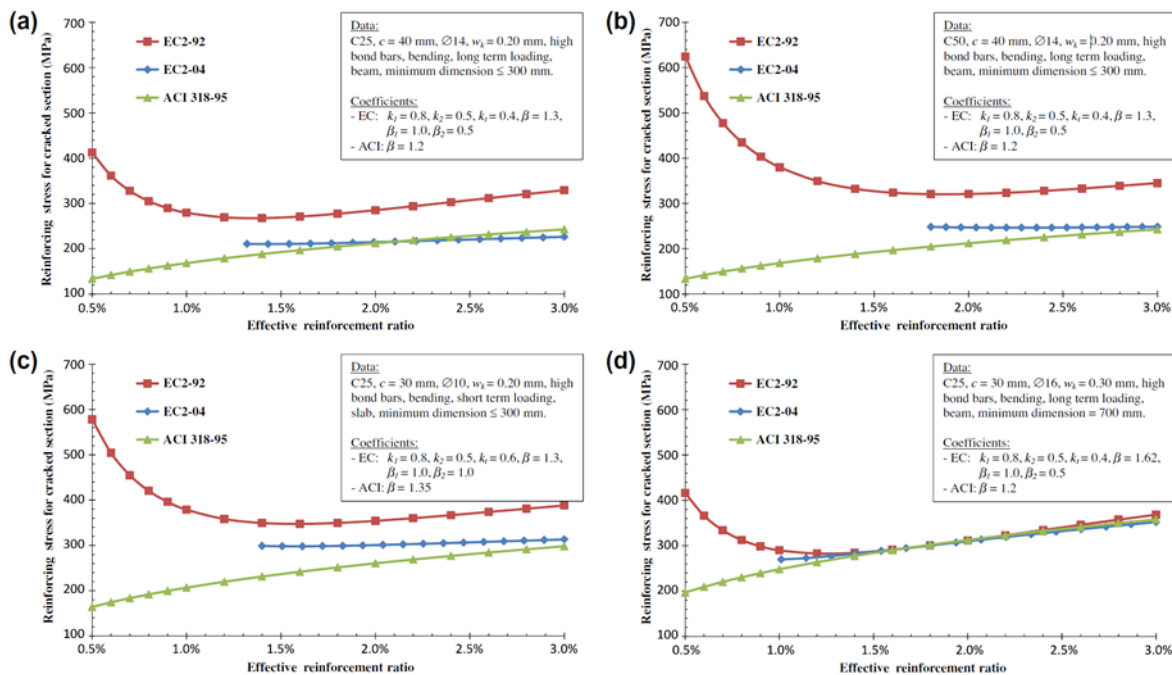 (a)
700
600
500
400
300
200
100
Reinforcing stress for cracked section (MPa)
EC2-92
EC2-04
ACI 318-95
Data:
C25, c = 40 mm, ∅14, wk = 0.20 mm, high
bond bars, bending, long term loading,
beam, minimum dimension ≤ 300 mm.
Coefficients:
- EC: k1 = 0.8, k2 = 0.5, kt = 0.4, β = 1.3,
β1 = 1.0, β2 = 0.5
- ACI: β = 1.2
0.5% 1.0% 1.5% 2.0% 2.5% 3.0%
Effective reinforcement ratio
(b)
700
600
500
400
300
200
100
Reinforcing stress for cracked section (MPa)
EC2-92
EC2-04
ACI 318-95
Data:
C50, c = 40 mm, ∅14, wk = 0.20 mm, high
bond bars, bending, long term loading,
beam, minimum dimension ≤ 300 mm.
Coefficients:
- EC: k1 = 0.8, k2 = 0.5, kt = 0.4, β = 1.3,
β1 = 1.0, β2 = 0.5
- ACI: β = 1.2
0.5% 1.0% 1.5% 2.0% 2.5% 3.0%
Effective reinforcement ratio
(c)
700
600
500
400
300
200
100
Reinforcing stress for cracked section (MPa)
EC2-92
EC2-04
ACI 318-95
Data:
C25, c = 30 mm, ∅10, wk = 0.20 mm, high
bond bars, bending, short term loading,
slab, minimum dimension ≤ 300 mm.
Coefficients:
- EC: k1 = 0.8, k2 = 0.5, kt = 0.6, β = 1.3,
β1 = 1.0, β2 = 1.0
- ACI: β = 1.35
0.5% 1.0% 1.5% 2.0% 2.5% 3.0%
Effective reinforcement ratio
(d)
700
600
500
400
300
200
100
Reinforcing stress for cracked section (MPa)
EC2-92
EC2-04
ACI 318-95
Data:
C25, c = 30 mm, ∅16, wk = 0.30 mm, high
bond bars, bending, long term loading,
beam, minimum dimension = 700 mm.
Coefficients:
- EC: k1 = 0.8, k2 = 0.5, kt = 0.4, β = 1.62,
β1 = 1.0, β2 = 0.5
- ACI: β = 1.2
0.5% 1.0% 1.5% 2.0% 2.5% 3.0%
Effective reinforcement ratio